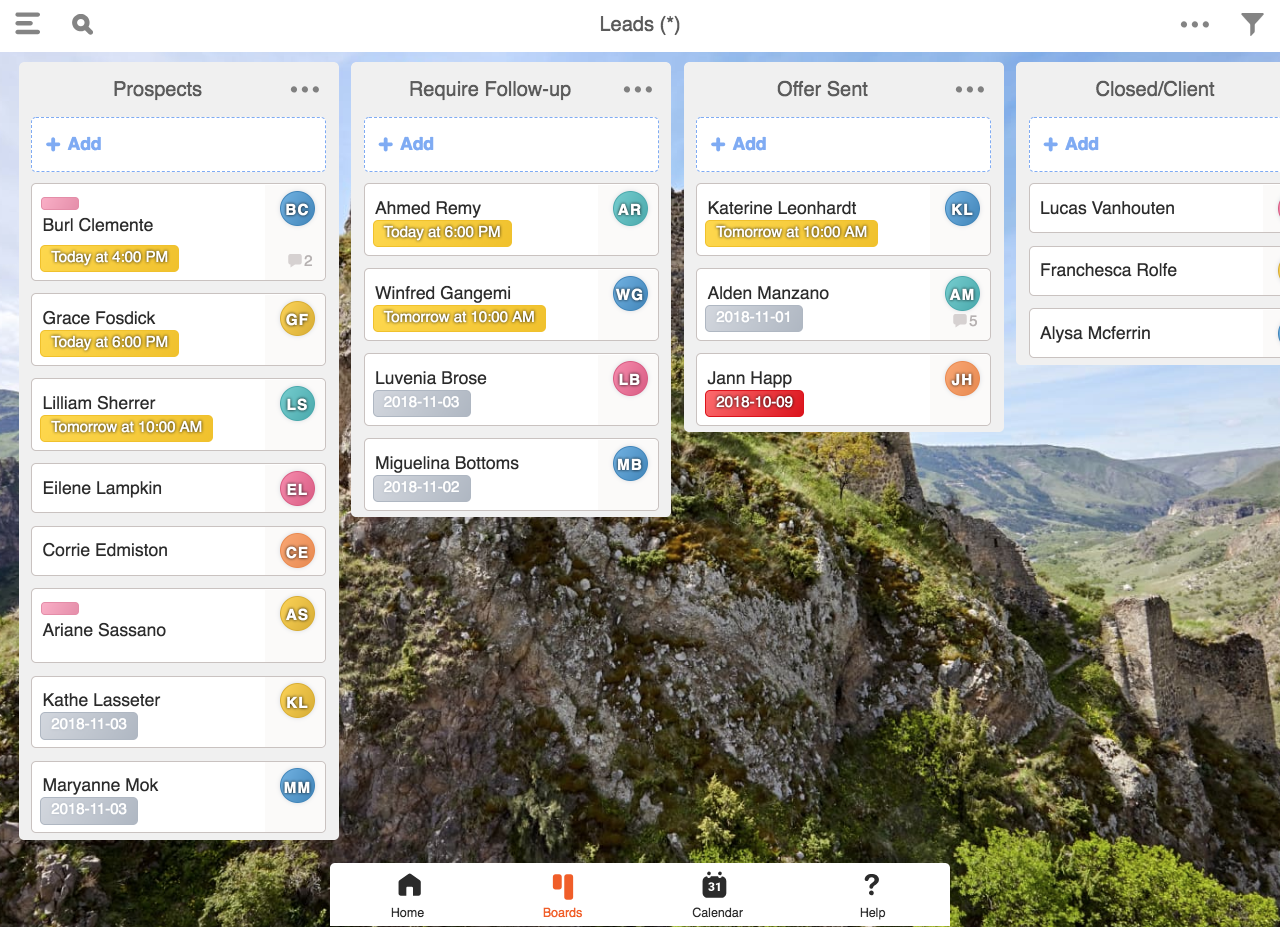 Leads (*)
Prospects
+ Add
BC
Burl Clemente
Today at 4:00 PM
2
Grace Fosdick
GF
Today at 6:00 PM
Lilliam Sherrer
LS
Tomorrow at 10:00 AM
Eilene Lampkin
EL
Corrie Edmiston
CE
AS
Ariane Sassano
Kathe Lasseter
KL
2018-11-03
Maryanne Mok
MM
2018-11-03
Require Follow-up
+ Add
Ahmed Remy
AR
Today at 6:00 PM
Winfred Gangemi
WG
Tomorrow at 10:00 AM
Luvenia Brose
LB
2018-11-03
Miguelina Bottoms
MB
2018-11-02
Offer Sent
+ Add
Katerine Leonhardt
KL
Tomorrow at 10:00 AM
Alden Manzano
AM
2018-11-01
5
Jann Happ
JH
2018-10-09
Closed/Client
+ Add
Lucas Vanhouten
Franchesca Rolfe
Alysa Mcferrin
31
Home
Boards
Calendar
?
Help